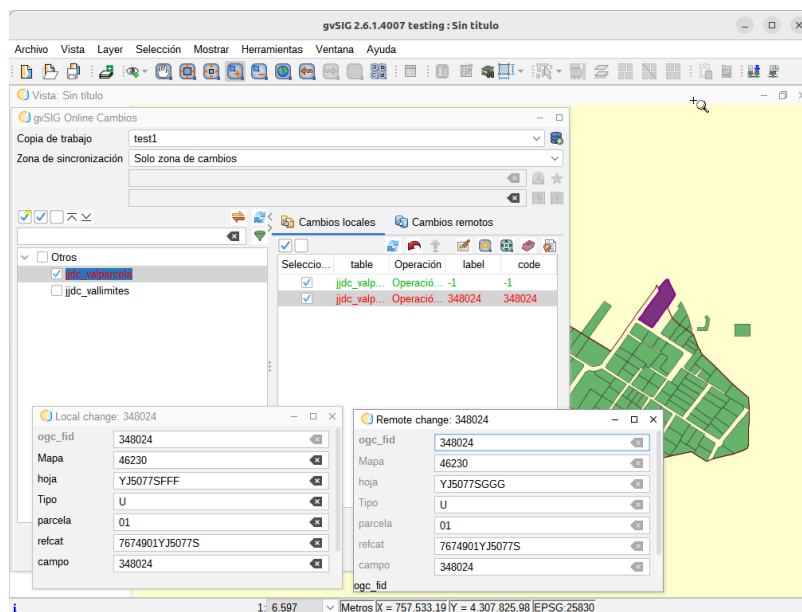 gvSIG 2.6.1.4007 testing : Sin título
Archivo Vista Layer Selección Mostrar Herramientas Ventana Ayuda
Vista: Sin título
gvSIG Online Cambios
Copia de trabajo test1
Zona de sincronización Solo zona de cambios
Cambios locales Cambios remotos
Seleccio... table Operación label code
Otros
jjdc_valparcela
jjdc_vallimites
jjdc_valp... Operació... -1 -1
jjdc_valp... Operació... 348024 348024
Local change: 348024
ogc_fid 348024
Mapa 46230
hoja YJ5077SFFF
Tipo U
parcela 01
refcat 7674901YJ5077S
campo 348024
Remote change: 348024
ogc_fid 348024
Mapa 46230
hoja YJ5077SGGG
Tipo U
parcela 01
refcat 7674901YJ5077S
campo 348024
ogc_fid
1: 6.597 Metros X = 757.533,19 Y = 4.307.825,98 EPSG:25830